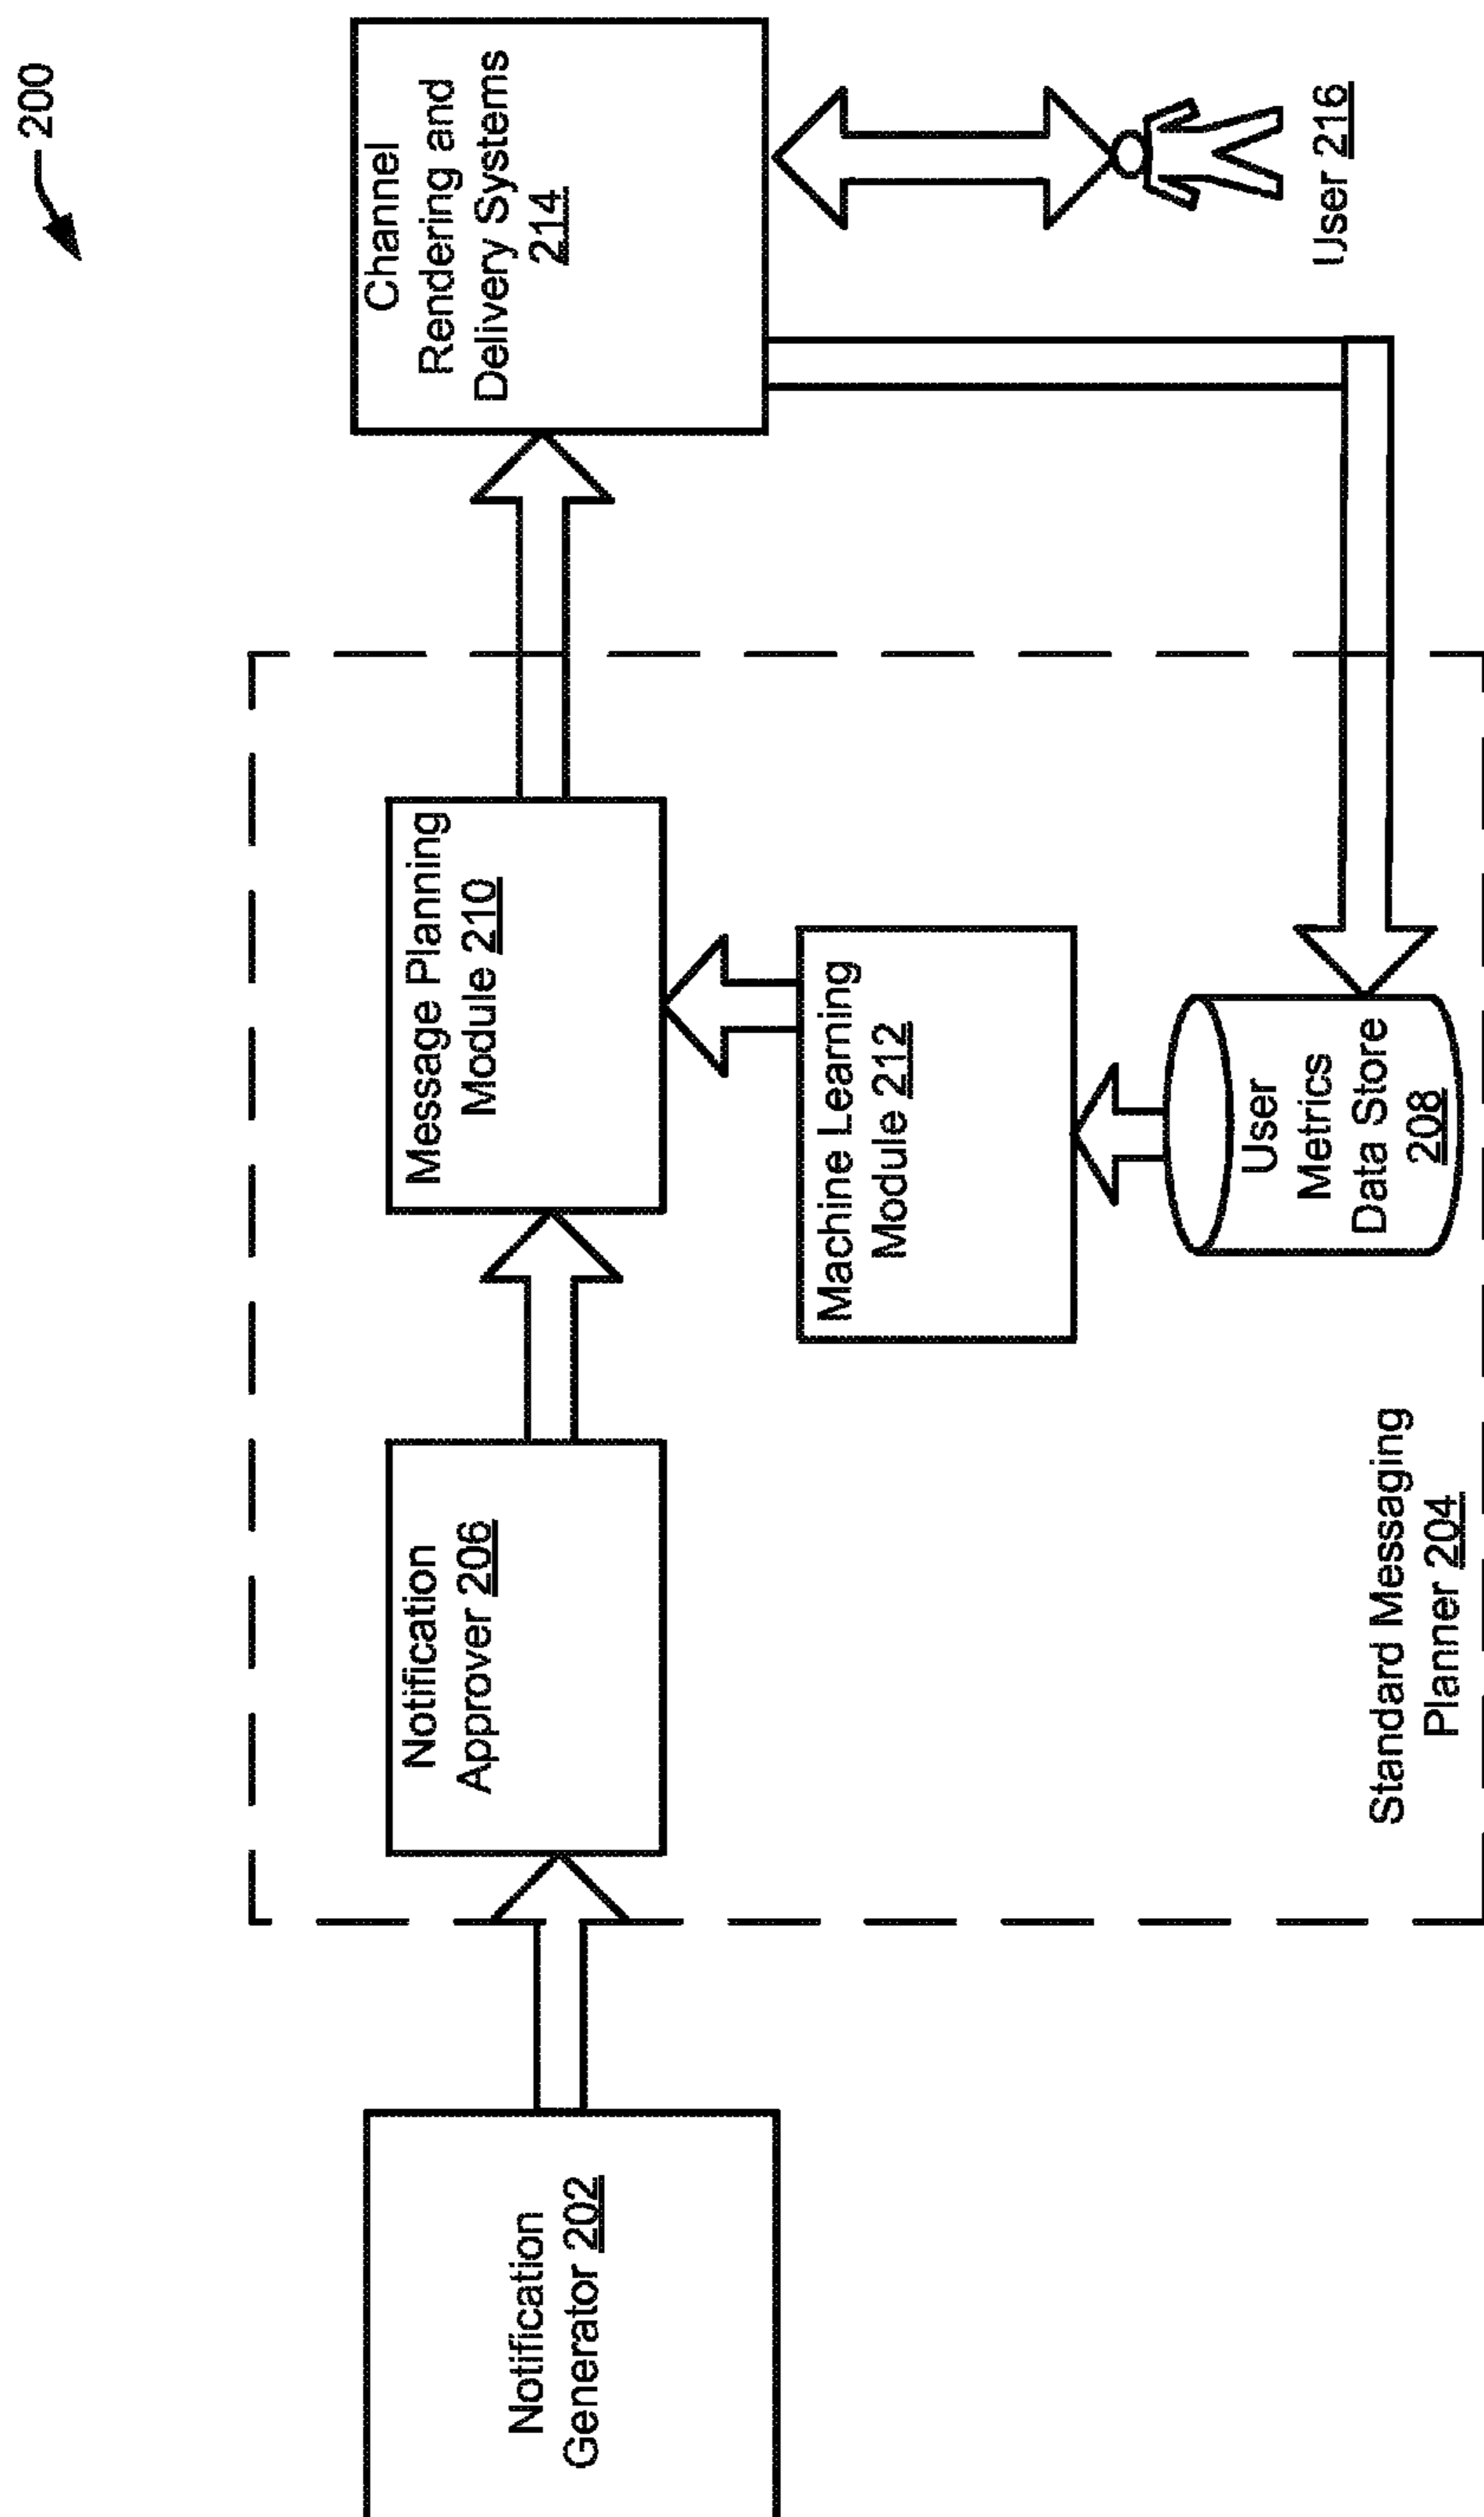 200
Notification
Generator 202
Notification
Approver 206
Message Planning
Module 210
Channel
Rendering and
Delivery Systems
214
Machine Learning
Module 212
User
Metrics
Data Store
208
User 216
Standard Messaging
Planner 204